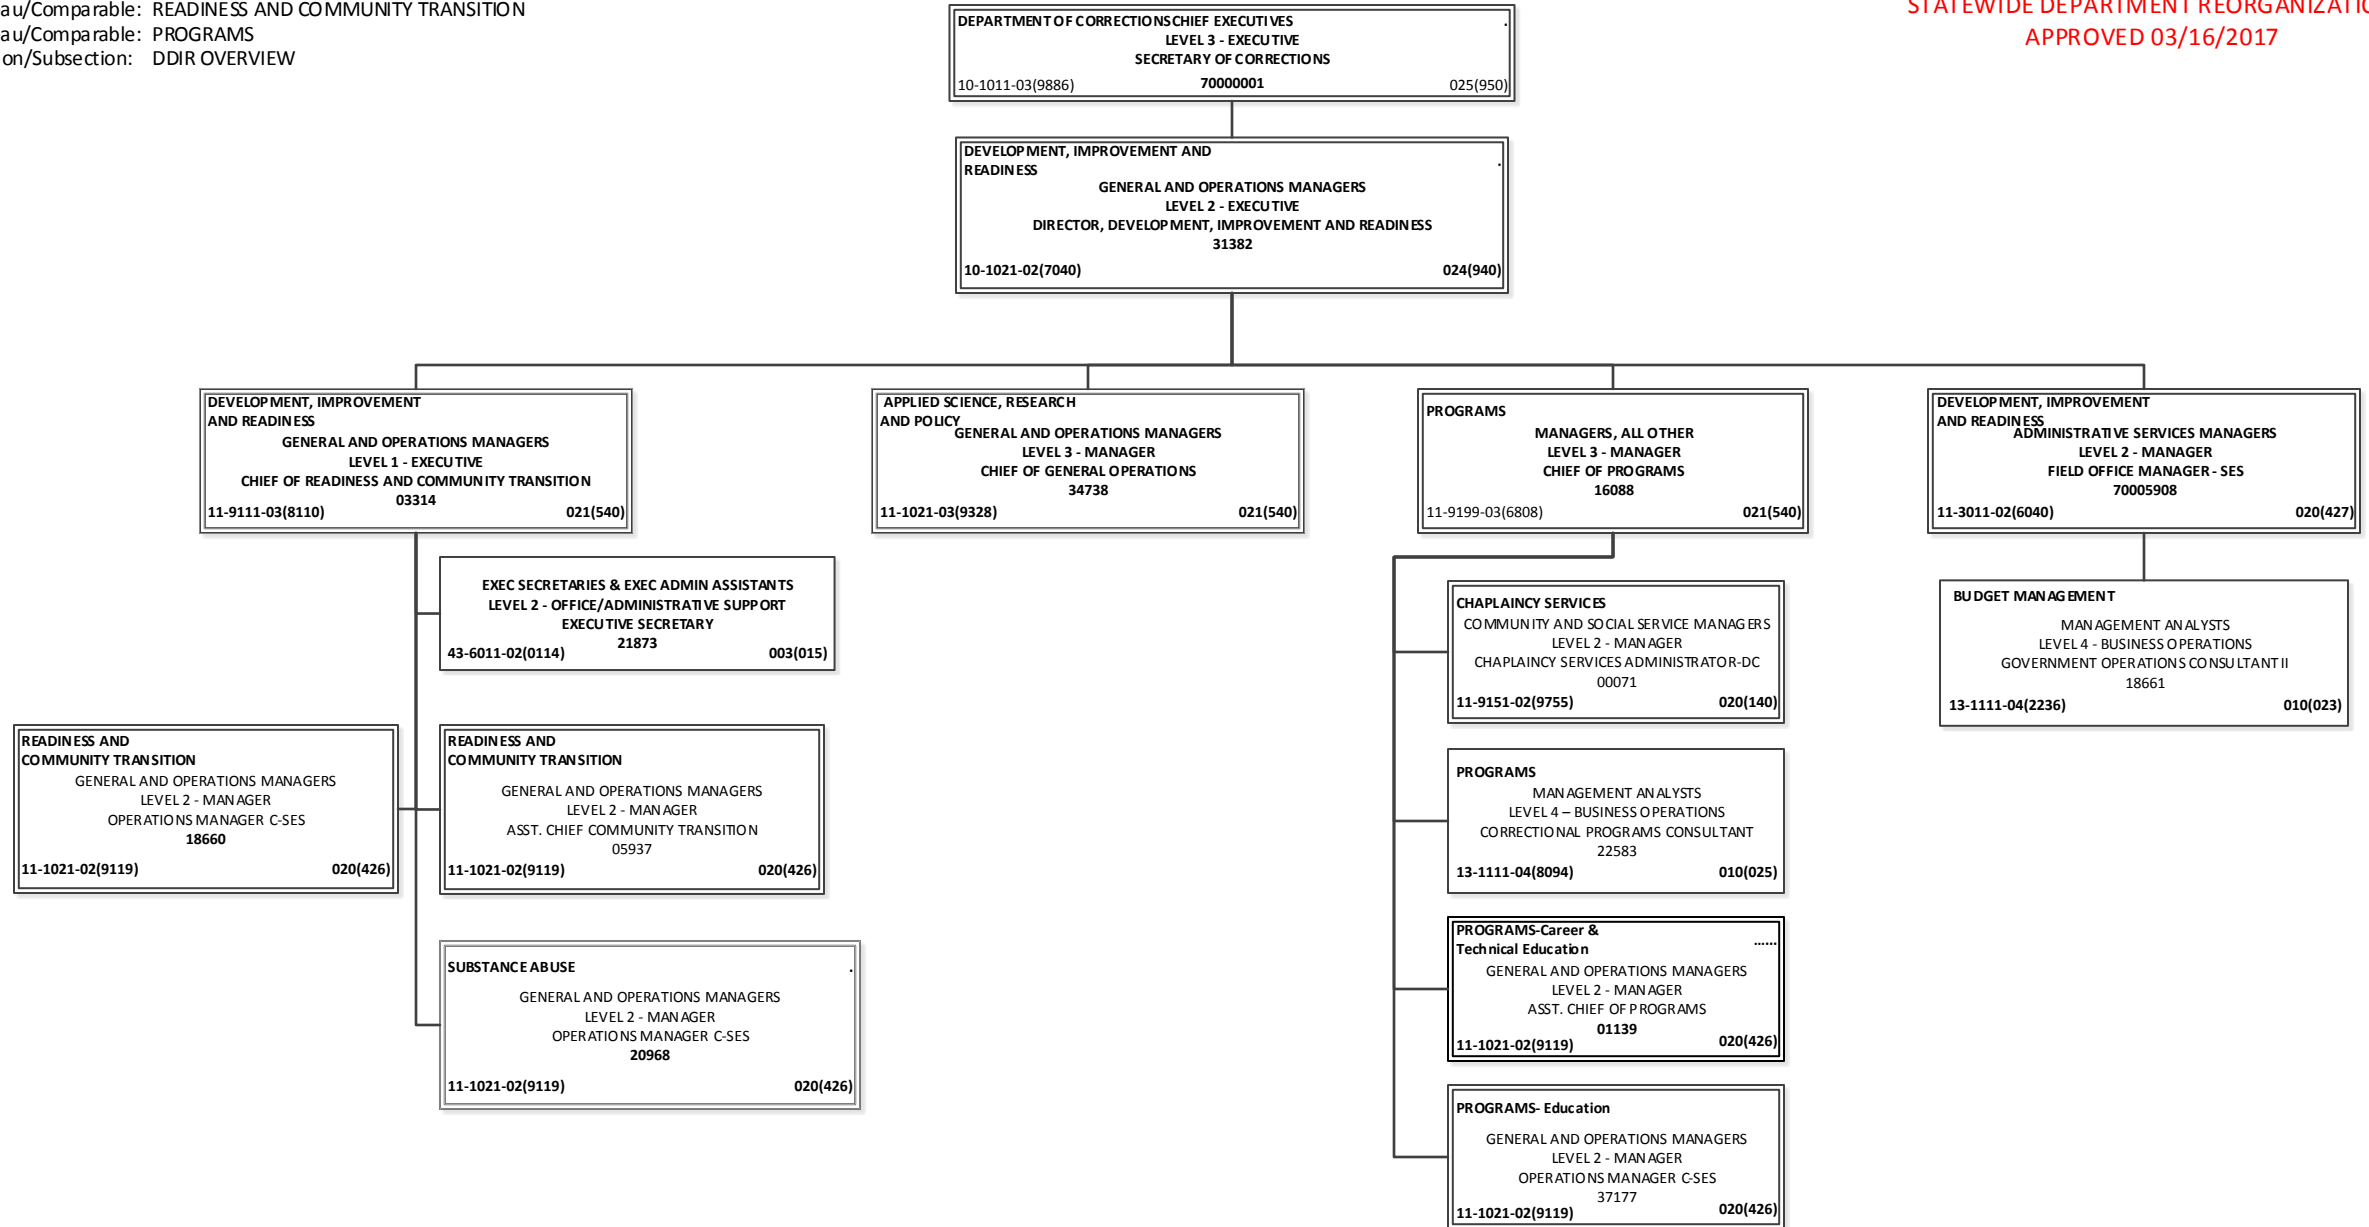 au/Comparable: READINESS AND COMMUNITY TRANSITION
au/Comparable: PROGRAMS
on/Subsection: DDIR OVERVIEW
STATEWIDE DEPARTMENT REORGANIZATIO
APPROVED 03/16/2017
DEPARTMENT OF CORRECTIONSCHIEF EXECUTIVES .
LEVEL 3 - EXECUTIVE
SECRETARY OF CORRECTIONS
10-1011-03(9886) 70000001 025(950)
DEVELOPMENT, IMPROVEMENT AND
READINESS .
GENERAL AND OPERATIONS MANAGERS
LEVEL 2 - EXECUTIVE
DIRECTOR, DEVELOPMENT, IMPROVEMENT AND READINESS
31382
10-1021-02(7040) 024(940)
DEVELOPMENT, IMPROVEMENT
AND READINESS
GENERAL AND OPERATIONS MANAGERS
LEVEL 1 - EXECUTIVE
CHIEF OF READINESS AND COMMUNITY TRANSITION
03314
11-9111-03(8110) 021(540)
APPLIED SCIENCE, RESEARCH
AND POLICY
GENERAL AND OPERATIONS MANAGERS
LEVEL 3 - MANAGER
CHIEF OF GENERAL OPERATIONS
34738
11-1021-03(9328) 021(540)
PROGRAMS
MANAGERS, ALL OTHER
LEVEL 3 - MANAGER
CHIEF OF PROGRAMS
16088
11-9199-03(6808) 021(540)
DEVELOPMENT, IMPROVEMENT
AND READINESS
ADMINISTRATIVE SERVICES MANAGERS
LEVEL 2 - MANAGER
FIELD OFFICE MANAGER - SES
70005908
11-3011-02(6040) 020(427)
EXEC SECRETARIES & EXEC ADMIN ASSISTANTS
LEVEL 2 - OFFICE/ADMINISTRATIVE SUPPORT
EXECUTIVE SECRETARY
21873
43-6011-02(0114) 003(015)
CHAPLAINCY SERVICES
COMMUNITY AND SOCIAL SERVICE MANAGERS
LEVEL 2 - MANAGER
CHAPLAINCY SERVICES ADMINISTRATOR-DC
00071
11-9151-02(9755) 020(140)
BUDGET MANAGEMENT
MANAGEMENT ANALYSTS
LEVEL 4 - BUSINESS OPERATIONS
GOVERNMENT OPERATIONS CONSULTANT II
18661
13-1111-04(2236) 010(023)
READINESS AND
COMMUNITY TRANSITION
GENERAL AND OPERATIONS MANAGERS
LEVEL 2 - MANAGER
OPERATIONS MANAGER C-SES
18660
11-1021-02(9119) 020(426)
READINESS AND
COMMUNITY TRANSITION
GENERAL AND OPERATIONS MANAGERS
LEVEL 2 - MANAGER
ASST. CHIEF COMMUNITY TRANSITION
05937
11-1021-02(9119) 020(426)
PROGRAMS
MANAGEMENT ANALYSTS
LEVEL 4 – BUSINESS OPERATIONS
CORRECTIONAL PROGRAMS CONSULTANT
22583
13-1111-04(8094) 010(025)
SUBSTANCE ABUSE .
GENERAL AND OPERATIONS MANAGERS
LEVEL 2 - MANAGER
OPERATIONS MANAGER C-SES
20968
11-1021-02(9119) 020(426)
PROGRAMS-Career &
Technical Education ......
GENERAL AND OPERATIONS MANAGERS
LEVEL 2 - MANAGER
ASST. CHIEF OF PROGRAMS
01139
11-1021-02(9119) 020(426)
PROGRAMS- Education
GENERAL AND OPERATIONS MANAGERS
LEVEL 2 - MANAGER
OPERATIONS MANAGER C-SES
37177
11-1021-02(9119) 020(426)